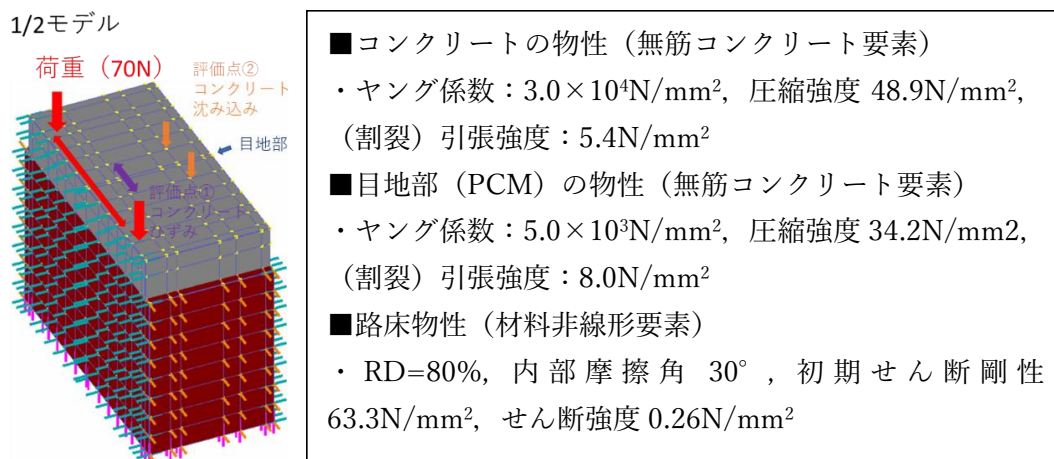 1/2モデル
荷重（70N）
評価点②
コンクリート
沈み込み
目地部
評価点①
コンクリート
ひずみ
■コンクリートの物性（無筋コンクリート要素）
・ヤング係数：3.0×10⁴N/mm²，圧縮強度 48.9N/mm²，
（割裂）引張強度：5.4N/mm²
■目地部（PCM）の物性（無筋コンクリート要素）
・ヤング係数：5.0×10³N/mm²，圧縮強度 34.2N/mm2，
（割裂）引張強度：8.0N/mm²
■路床物性（材料非線形要素）
・RD=80%，内部摩擦角 30°，初期せん断剛性
63.3N/mm²，せん断強度 0.26N/mm²